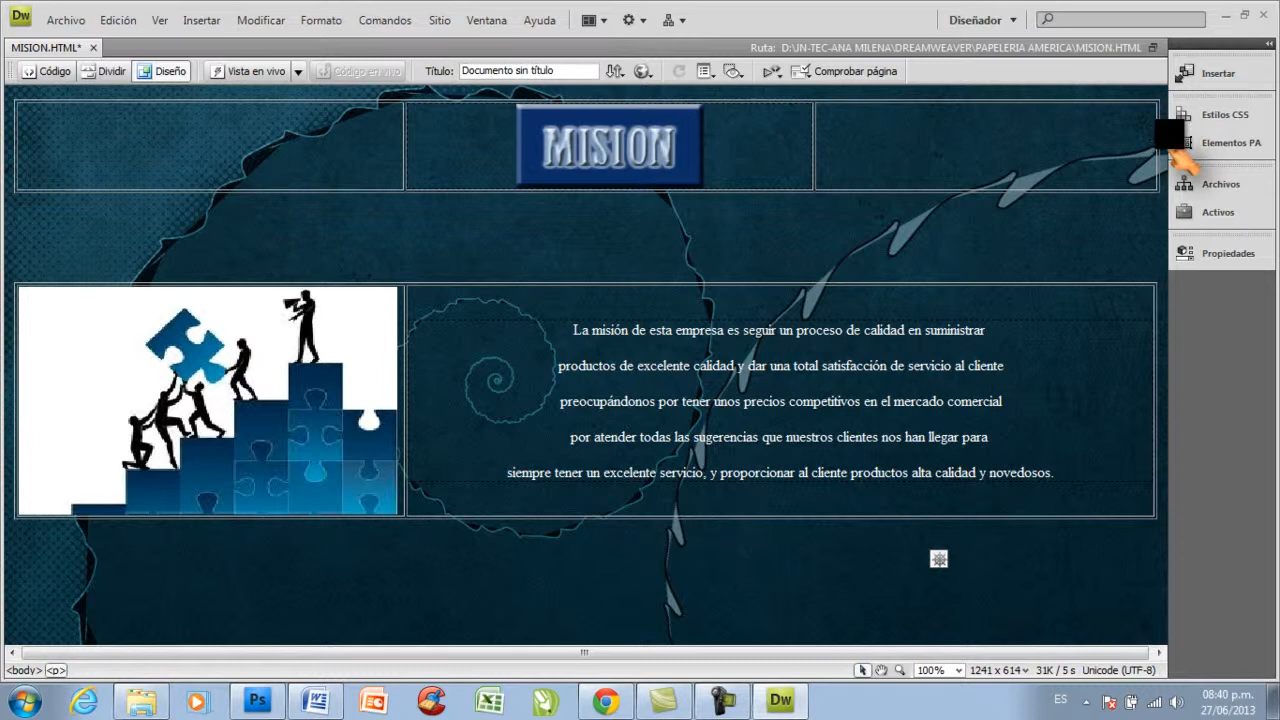 Dw Archivo Edición Ver Insertar Modificar Formato Comandos Sitio Ventana Ayuda Diseñador
MISION.HTML* Ruta: D:\JN-TEC-ANA MILENA\DREAMWEAVER\PAPELERIA AMERICA\MISION.HTML
Código Dividir Diseño Vista en vivo Código en vivo Título: Documento sin título Comprobar página
Insertar
Estilos CSS
Elementos PA
Archivos
Activos
Propiedades
MISION
La misión de esta empresa es seguir un proceso de calidad en suministrar
productos de excelente calidad y dar una total satisfacción de servicio al cliente
preocupándonos por tener unos precios competitivos en el mercado comercial
por atender todas las sugerencias que nuestros clientes nos han llegar para
siempre tener un excelente servicio, y proporcionar al cliente productos alta calidad y novedosos.
<body> <p> 100% 1241 x 614 31K / 5 s Unicode (UTF-8)
Ps Dw ES 08:40 p.m.
27/06/2013